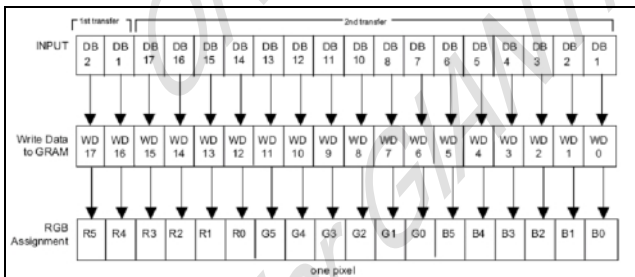 1st transfer 2nd transfer
INPUT DB DB DB DB DB DB DB DB DB DB DB DB DB DB DB DB DB DB
2 1 17 16 15 14 13 12 11 10 8 7 6 5 4 3 2 1
Write Data WD WD WD WD WD WD WD WD WD WD WD WD WD WD WD WD WD WD
to GRAM 17 16 15 14 13 12 11 10 9 8 7 6 5 4 3 2 1 0
RGB
Assignment R5 R4 R3 R2 R1 R0 G5 G4 G3 G2 G1 G0 B5 B4 B3 B2 B1 B0
one pixel
for GIANT